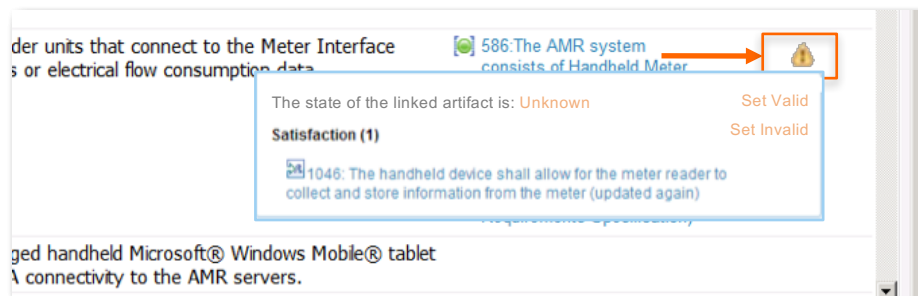 der units that connect to the Meter Interface
s or electrical flow consumption data
586:The AMR system
consists of Handheld Meter
The state of the linked artifact is: Unknown
Set Valid
Satisfaction (1)
Set Invalid
1046: The handheld device shall allow for the meter reader to
collect and store information from the meter (updated again)
Requirements Specification)
ged handheld Microsoft® Windows Mobile® tablet
A connectivity to the AMR servers.